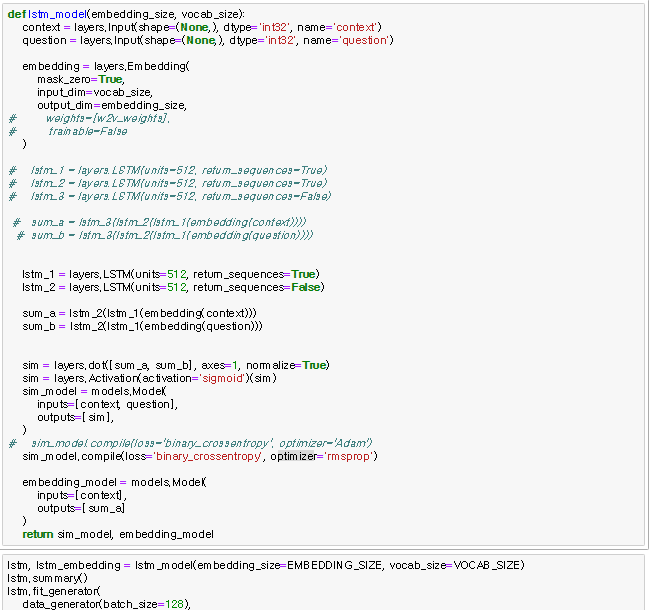 def lstm_model(embedding_size, vocab_size):
    context = layers.Input(shape=(None,), dtype='int32', name='context')
    question = layers.Input(shape=(None,), dtype='int32', name='question')

    embedding = layers.Embedding(
        mask_zero=True,
        input_dim=vocab_size,
        output_dim=embedding_size,
#        weights=[w2v_weights],
#        trainable=False
    )

#    lstm_1 = layers.LSTM(units=512, return_sequences=True)
#    lstm_2 = layers.LSTM(units=512, return_sequences=True)
#    lstm_3 = layers.LSTM(units=512, return_sequences=False)

 #   sum_a = lstm_3(lstm_2(lstm_1(embedding(context))))
  #  sum_b = lstm_3(lstm_2(lstm_1(embedding(question))))

    lstm_1 = layers.LSTM(units=512, return_sequences=True)
    lstm_2 = layers.LSTM(units=512, return_sequences=False)

    sum_a = lstm_2(lstm_1(embedding(context)))
    sum_b = lstm_2(lstm_1(embedding(question)))

    sim = layers.dot([sum_a, sum_b], axes=1, normalize=True)
    sim = layers.Activation(activation='sigmoid')(sim)
    sim_model = models.Model(
        inputs=[context, question],
        outputs=[sim],
    )
#    sim_model.compile(loss='binary_crossentropy', optimizer='Adam')
    sim_model.compile(loss='binary_crossentropy', optimizer='rmsprop')

    embedding_model = models.Model(
        inputs=[context],
        outputs=[sum_a]
    )
    return sim_model, embedding_model

lstm, lstm_embedding = lstm_model(embedding_size=EMBEDDING_SIZE, vocab_size=VOCAB_SIZE)
lstm.summary()
lstm.fit_generator(
    data_generator(batch_size=128),